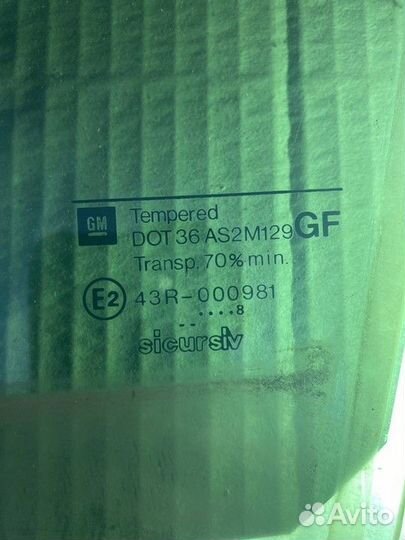 GM Tempered
DOT 36 AS2M129 GF
Transp. 70% min.
E2 43R-000981
.. ....8
sicursiv
Avito